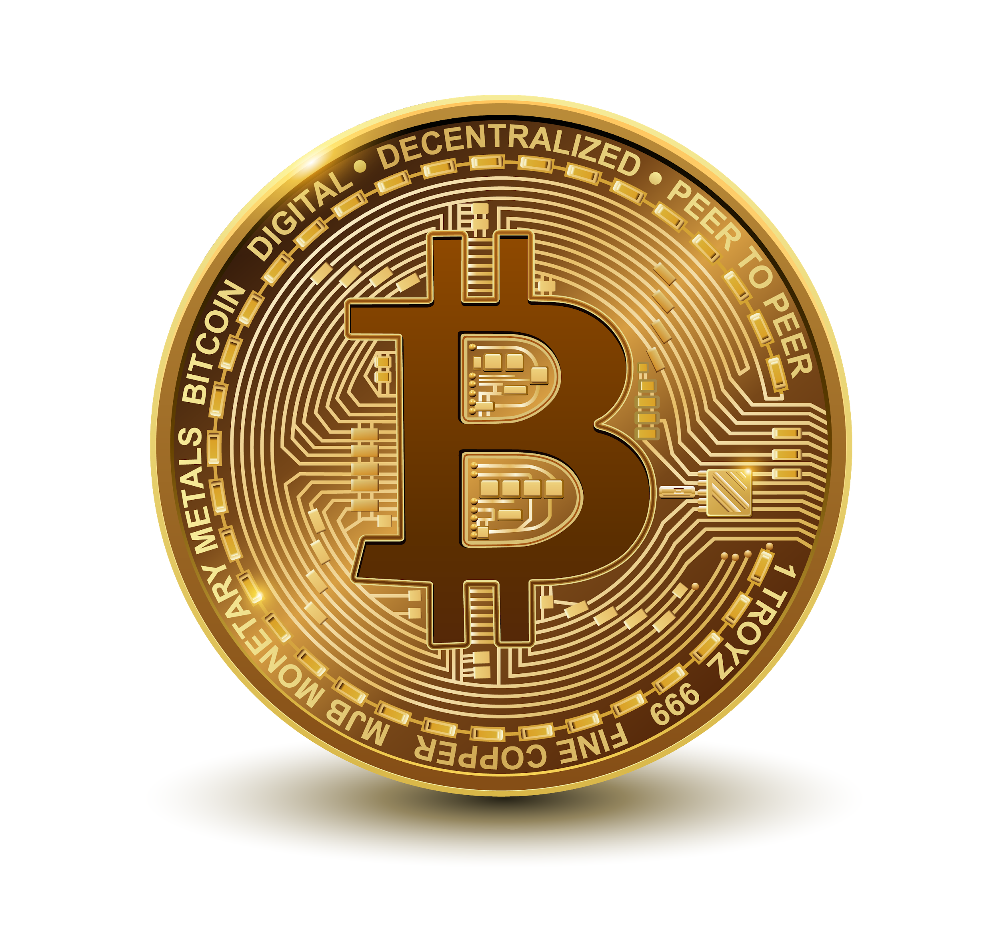 BITCOIN DIGITAL • DECENTRALIZED • PEER TO PEER
1 TROYZ 999 FINE COPPER MJB MONETARY METALS
B